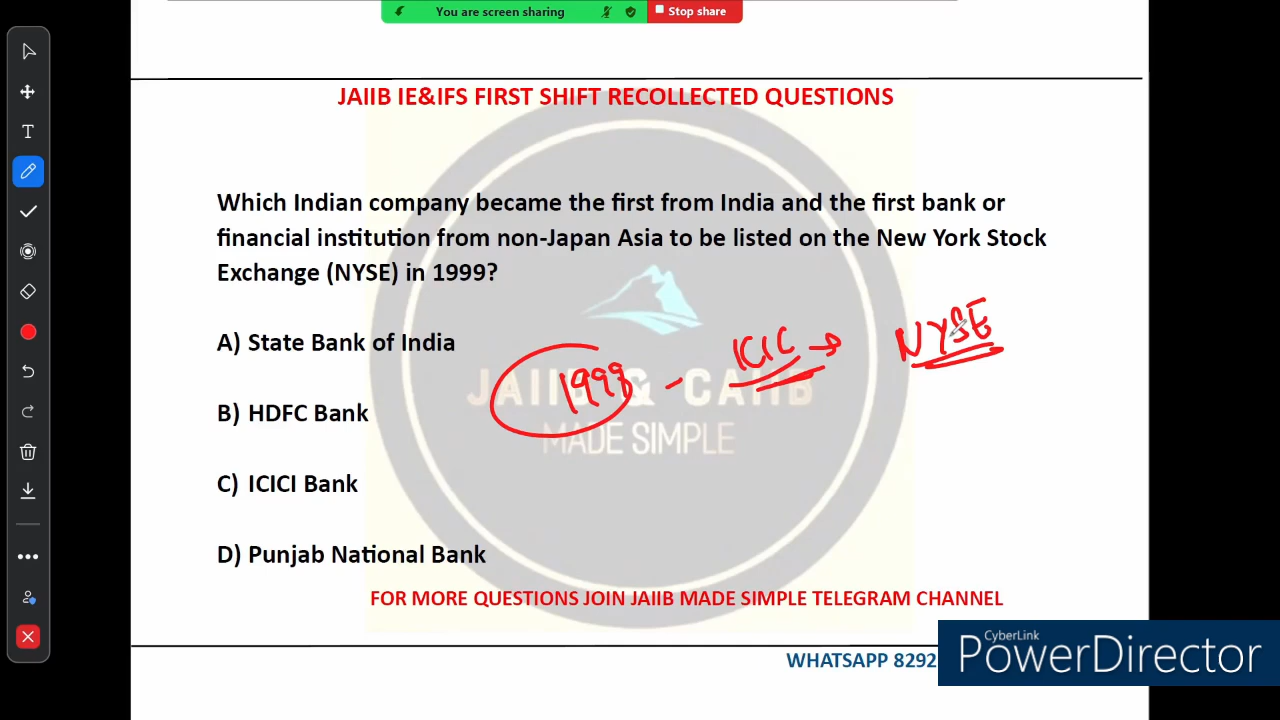 You are screen sharing
Stop share
JAIIB IE&IFS FIRST SHIFT RECOLLECTED QUESTIONS
Which Indian company became the first from India and the first bank or
financial institution from non-Japan Asia to be listed on the New York Stock
Exchange (NYSE) in 1999?
A) State Bank of India
B) HDFC Bank
C) ICICI Bank
D) Punjab National Bank
1999 - ICIC → NYSE
JAIIB & CAIIB
MADE SIMPLE
FOR MORE QUESTIONS JOIN JAIIB MADE SIMPLE TELEGRAM CHANNEL
WHATSAPP 8292
CyberLink
PowerDirector
T